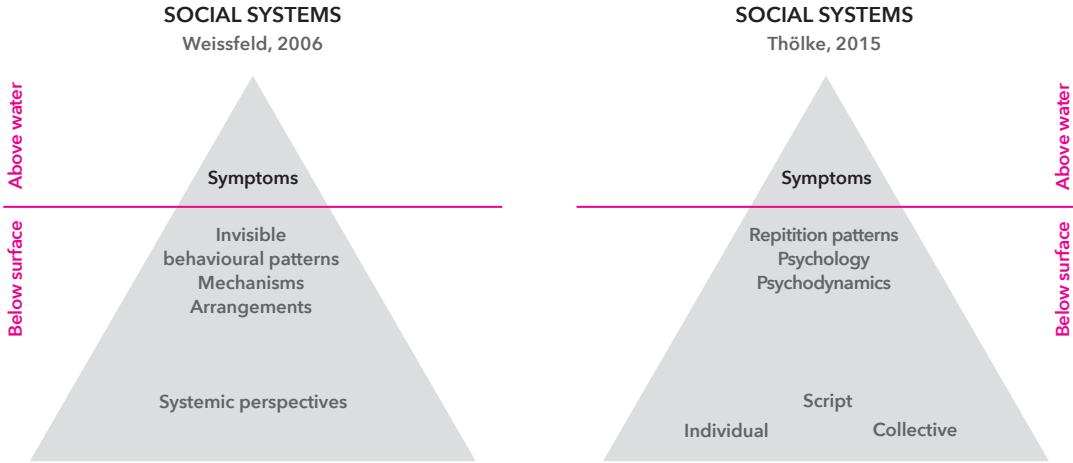 SOCIAL SYSTEMS
Weissfeld, 2006
Above water
Symptoms
Below surface
Invisible
behavioural patterns
Mechanisms
Arrangements
Systemic perspectives
SOCIAL SYSTEMS
Thölke, 2015
Above water
Symptoms
Below surface
Repitition patterns
Psychology
Psychodynamics
Script
Individual
Collective